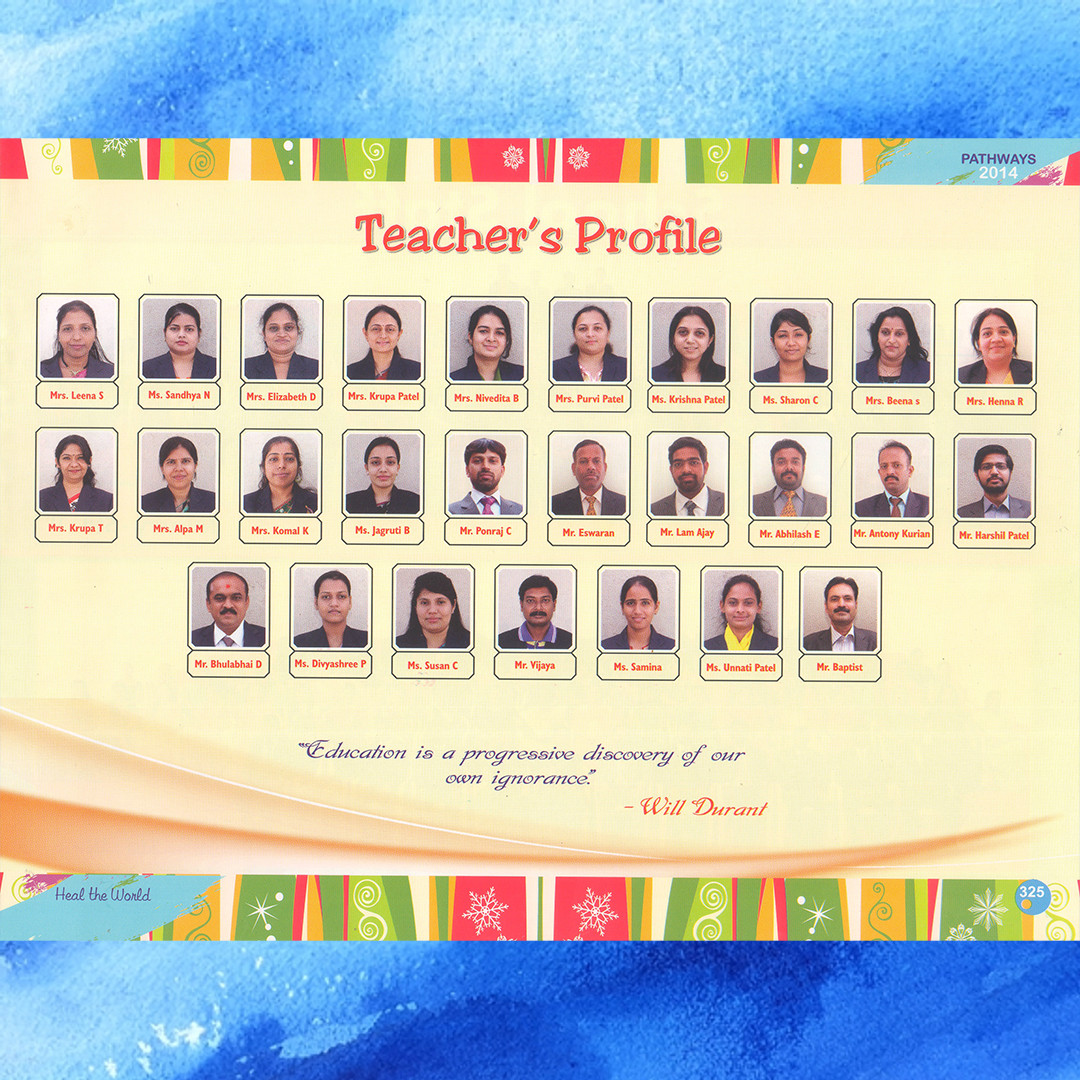 PATHWAYS
2014
Teacher's Profile
Mrs. Leena S
Ms. Sandhya N
Mrs. Elizabeth D
Mrs. Krupa Patel
Mrs. Nivedita B
Mrs. Purvi Patel
Ms. Krishna Patel
Ms. Sharon C
Mrs. Beena s
Mrs. Henna R
Mrs. Krupa T
Mrs. Alpa M
Mrs. Komal K
Ms. Jagruti B
Mr. Ponraj C
Mr. Eswaran
Mr. Lam Ajay
Mr. Abhilash E
Mr. Antony Kurian
Mr. Harshil Patel
Mr. Bhulabhai D
Ms. Divyashree P
Ms. Susan C
Mr. Vijaya
Ms. Samina
Ms. Unnati Patel
Mr. Baptist
"Education is a progressive discovery of our
own ignorance."
- Will Durant
Heal the World
325